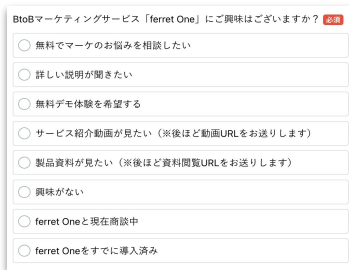 BtoBマーケティングサービス「ferret One」にご興味はございますか？ 必須
無料でマーケのお悩みを相談したい
詳しい説明が聞きたい
無料デモ体験を希望する
サービス紹介動画が見たい（※後ほど動画URLをお送りします）
製品資料が見たい（※後ほど資料閲覧URLをお送りします）
興味がない
ferret Oneと現在商談中
ferret Oneをすでに導入済み